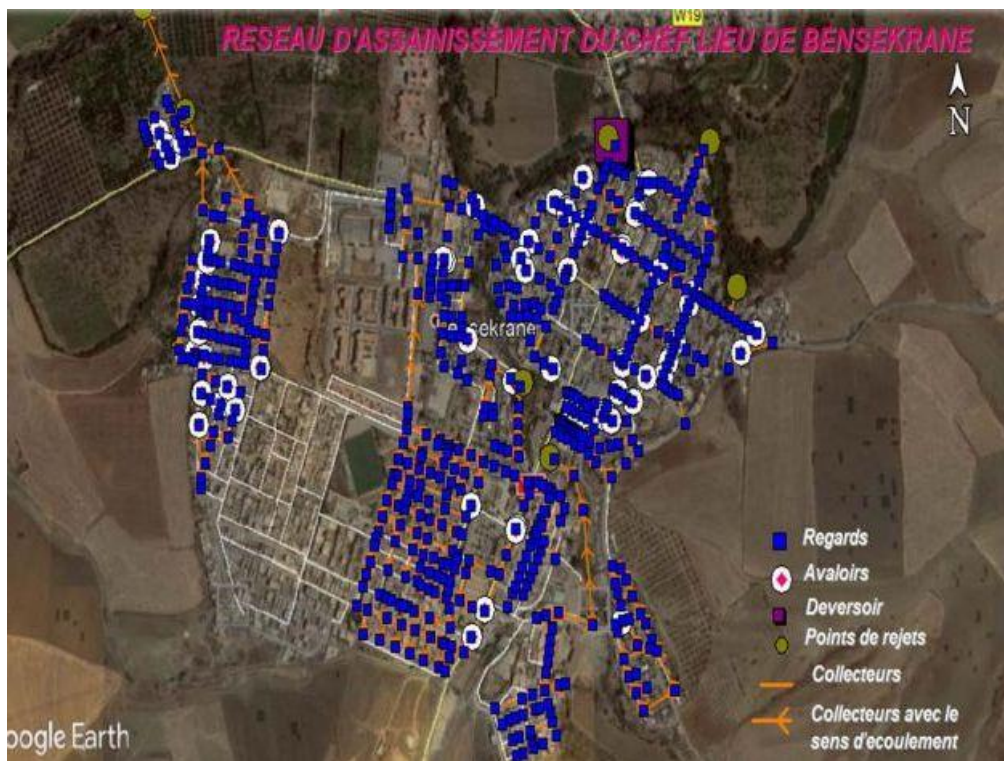 W19
RESEAU D'ASSAINISSEMENT DU CHEF LIEU DE BENSEKRANE
N
sekrane
Regards
Avaloirs
Deversoir
Points de rejets
Collecteurs
Collecteurs avec le
sens d'ecoulement
oogle Earth